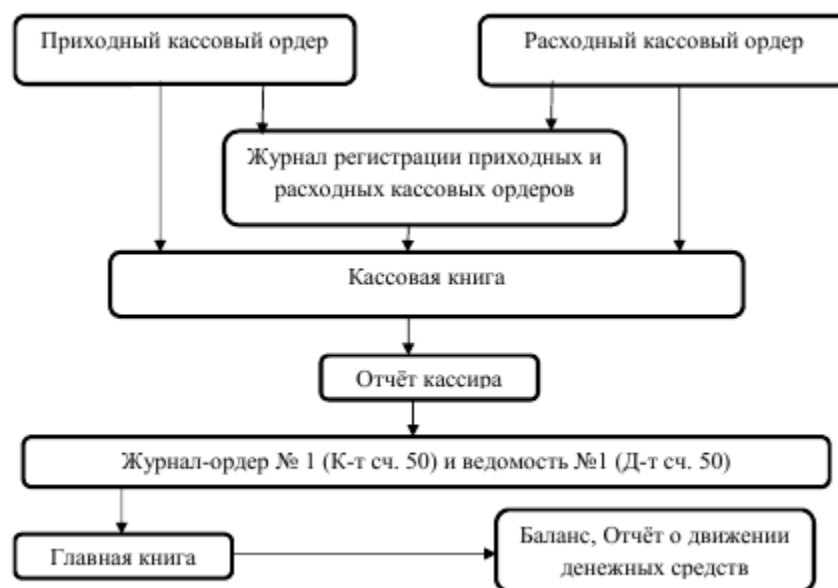 Приходный кассовый ордер
Расходный кассовый ордер
Журнал регистрации приходных и
расходных кассовых ордеров
Кассовая книга
Отчёт кассира
Журнал-ордер № 1 (К-т сч. 50) и ведомость №1 (Д-т сч. 50)
Главная книга
Баланс, Отчёт о движении
денежных средств